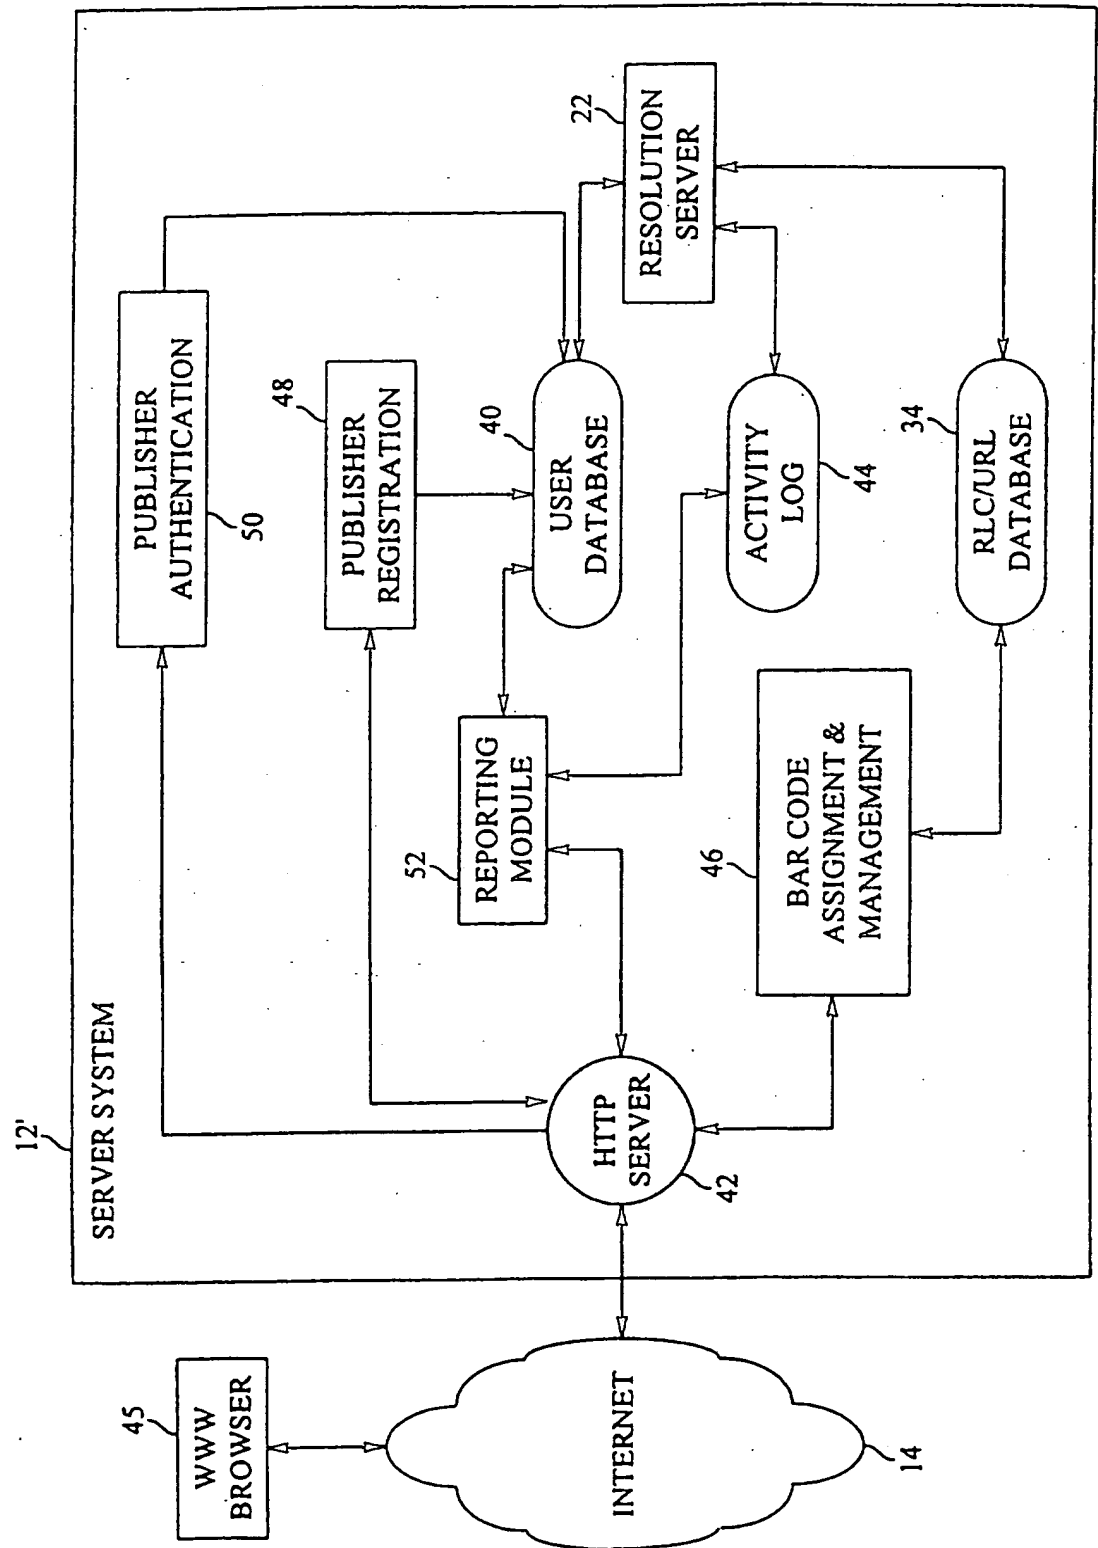 12'
SERVER SYSTEM
PUBLISHER
AUTHENTICATION
50
48
PUBLISHER
REGISTRATION
40
USER
DATABASE
22
RESOLUTION
SERVER
52
REPORTING
MODULE
ACTIVITY
LOG
44
34
RLC/URL
DATABASE
46
BAR CODE
ASSIGNMENT &
MANAGEMENT
HTTP
SERVER
42
45
WWW
BROWSER
INTERNET
14